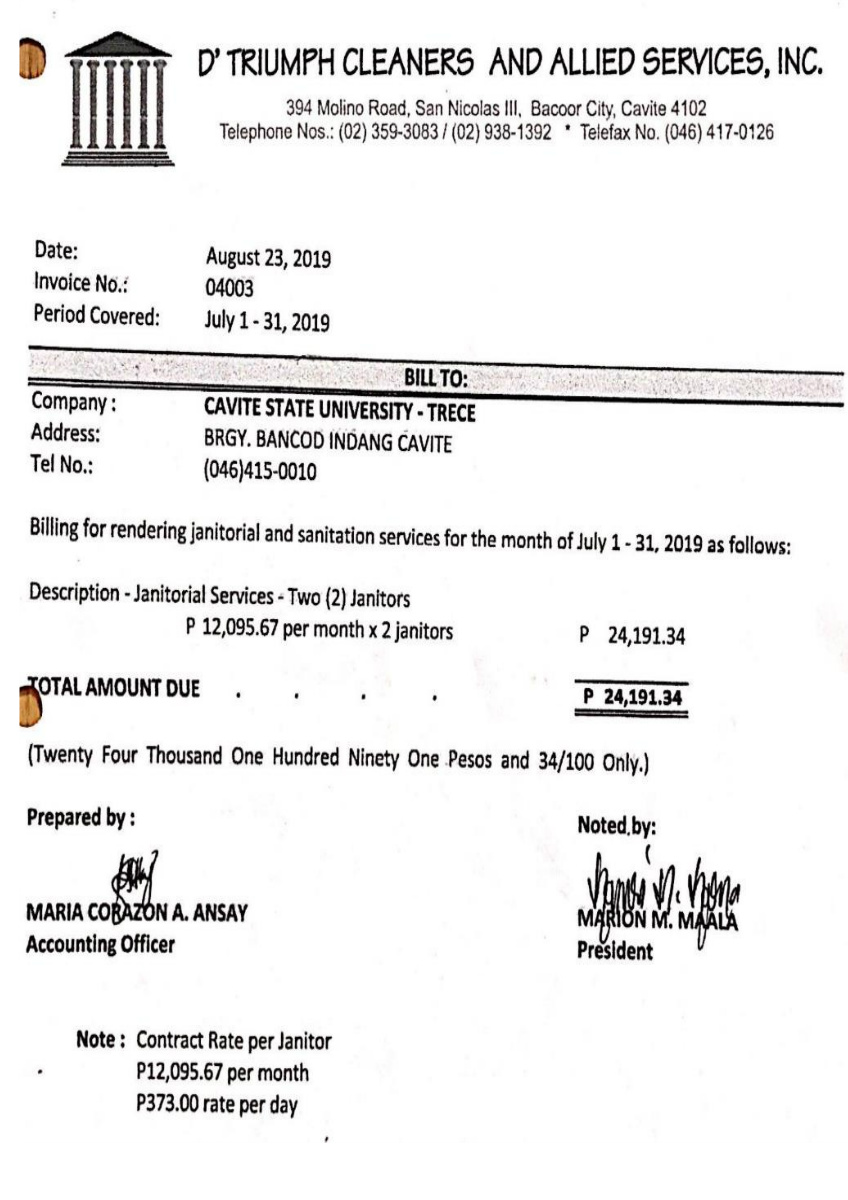 D' TRIUMPH CLEANERS AND ALLIED SERVICES, INC.
394 Molino Road, San Nicolas III, Bacoor City, Cavite 4102
Telephone Nos.: (02) 359-3083 / (02) 938-1392 * Telefax No. (046) 417-0126
Date: August 23, 2019
Invoice No.: 04003
Period Covered: July 1 - 31, 2019
BILL TO:
Company : CAVITE STATE UNIVERSITY - TRECE
Address: BRGY. BANCOD INDANG CAVITE
Tel No.: (046)415-0010
Billing for rendering janitorial and sanitation services for the month of July 1 - 31, 2019 as follows:
Description - Janitorial Services - Two (2) Janitors
P 12,095.67 per month x 2 janitors P 24,191.34
TOTAL AMOUNT DUE . . . . P 24,191.34
(Twenty Four Thousand One Hundred Ninety One Pesos and 34/100 Only.)
Prepared by : Noted by:
MARIA CORAZON A. ANSAY MARION M. MAALA
Accounting Officer President
Note : Contract Rate per Janitor
P12,095.67 per month
P373.00 rate per day